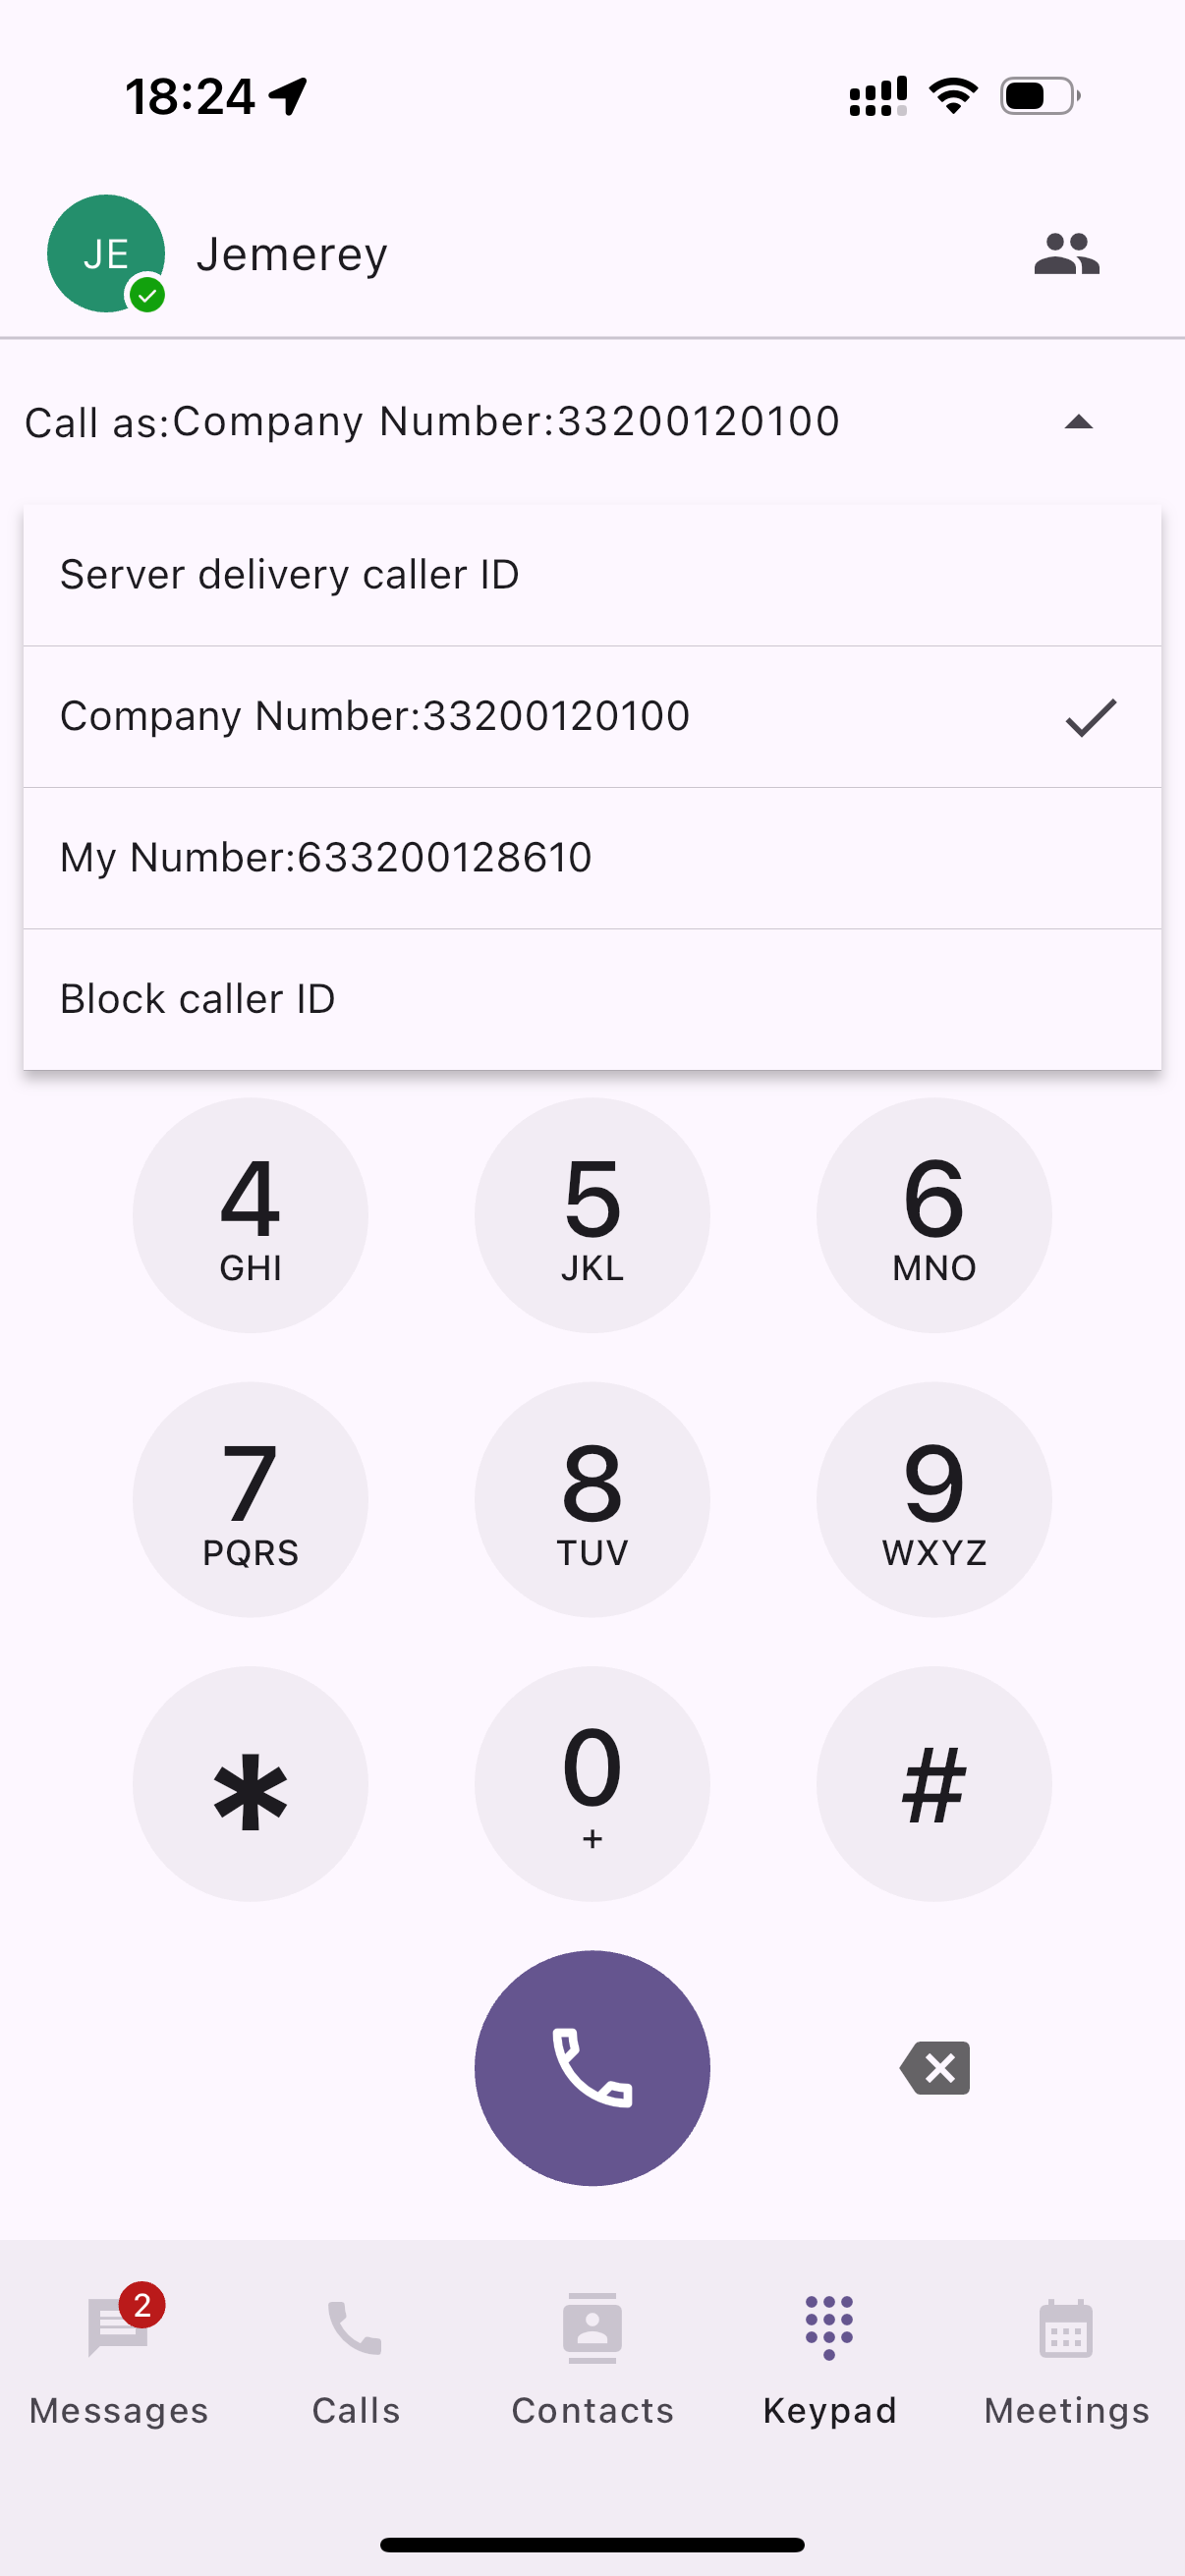 18:24
JE
Jemerey
Call as:Company Number:33200120100
Server delivery caller ID
Company Number:33200120100
My Number:633200128610
Block caller ID
4 5 6
GHI JKL MNO
7 8 9
PQRS TUV WXYZ
* 0 #
+
2
Messages Calls Contacts Keypad Meetings